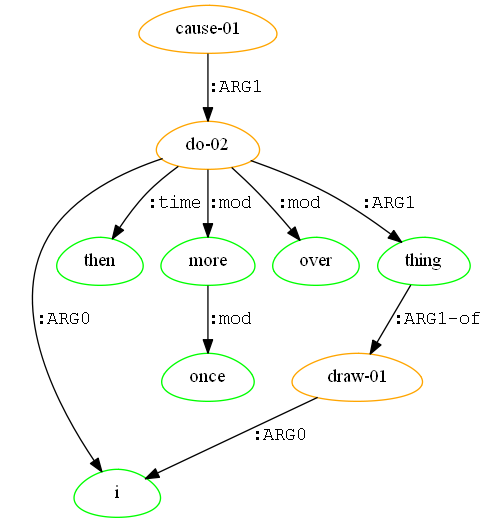 cause-01
:ARG1
do-02
:time :mod :mod :ARG1
then more over thing
:ARG0 :mod :ARG1-of
once draw-01
:ARG0
i